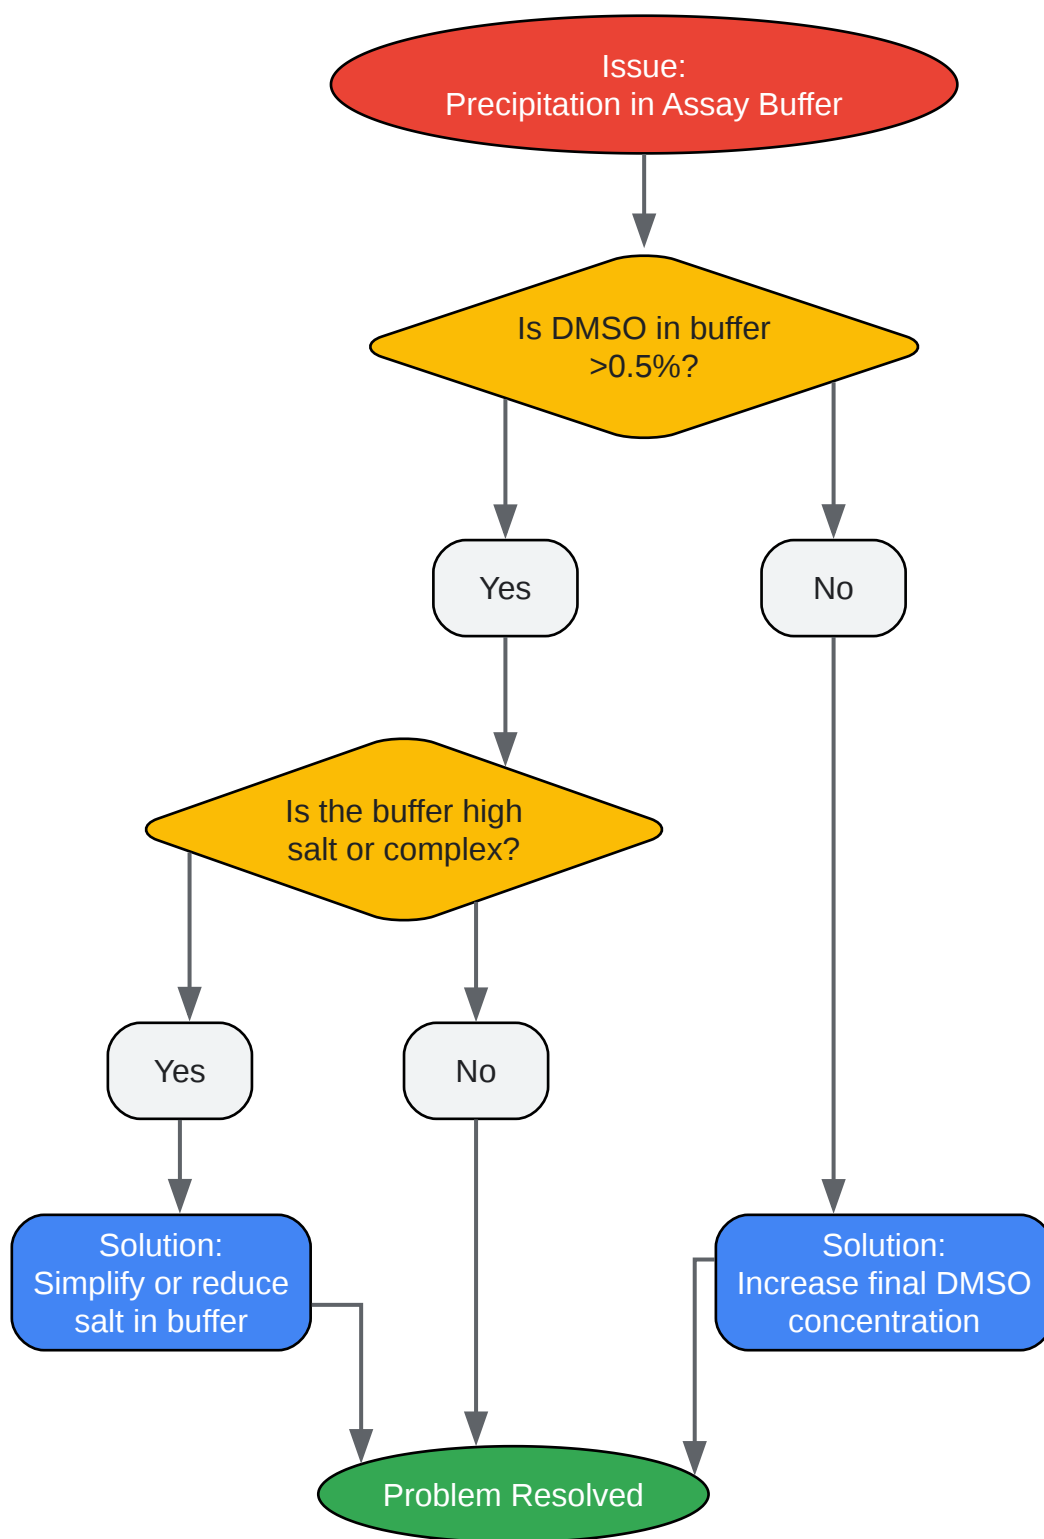 Issue:
Precipitation in Assay Buffer
Is DMSO in buffer
>0.5%?
Yes
No
Is the buffer high
salt or complex?
Yes
No
Solution:
Simplify or reduce
salt in buffer
Solution:
Increase final DMSO
concentration
Problem Resolved